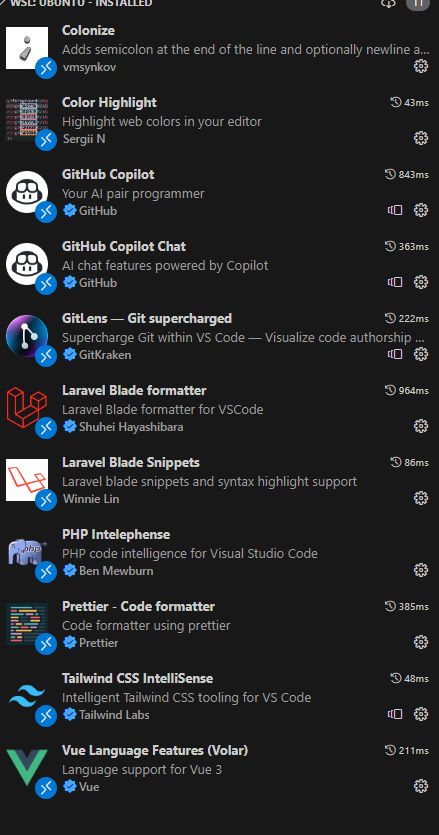 WSL: UBUNTU - INSTALLED
11
Colonize
Adds semicolon at the end of the line and optionally newline a...
vmsynkov
Color Highlight
43ms
Highlight web colors in your editor
Sergii N
GitHub Copilot
843ms
Your AI pair programmer
GitHub
GitHub Copilot Chat
363ms
AI chat features powered by Copilot
GitHub
GitLens — Git supercharged
222ms
Supercharge Git within VS Code — Visualize code authorship ...
GitKraken
Laravel Blade formatter
964ms
Laravel Blade formatter for VSCode
Shuhei Hayashibara
Laravel Blade Snippets
86ms
Laravel blade snippets and syntax highlight support
Winnie Lin
php
PHP Intelephense
PHP code intelligence for Visual Studio Code
Ben Mewburn
Prettier - Code formatter
385ms
Code formatter using prettier
Prettier
Tailwind CSS IntelliSense
48ms
Intelligent Tailwind CSS tooling for VS Code
Tailwind Labs
Vue Language Features (Volar)
211ms
Language support for Vue 3
Vue